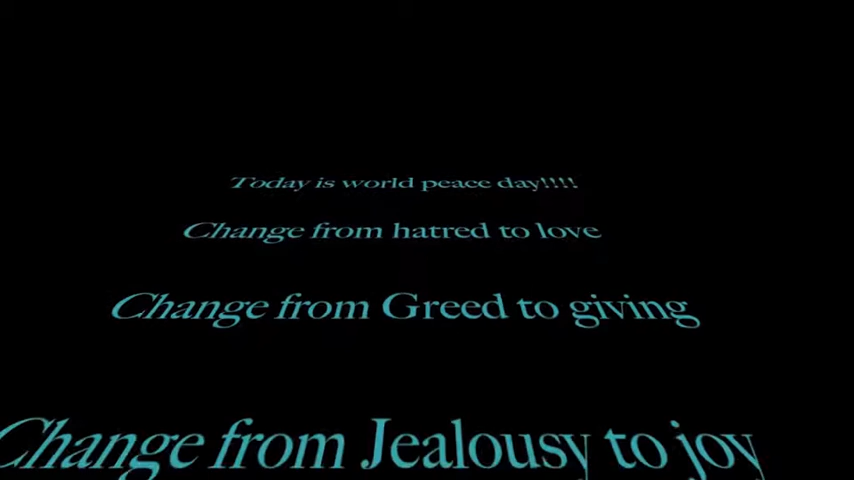 Today is world peace day!!!!
Change from hatred to love
Change from Greed to giving
Change from Jealousy to joy